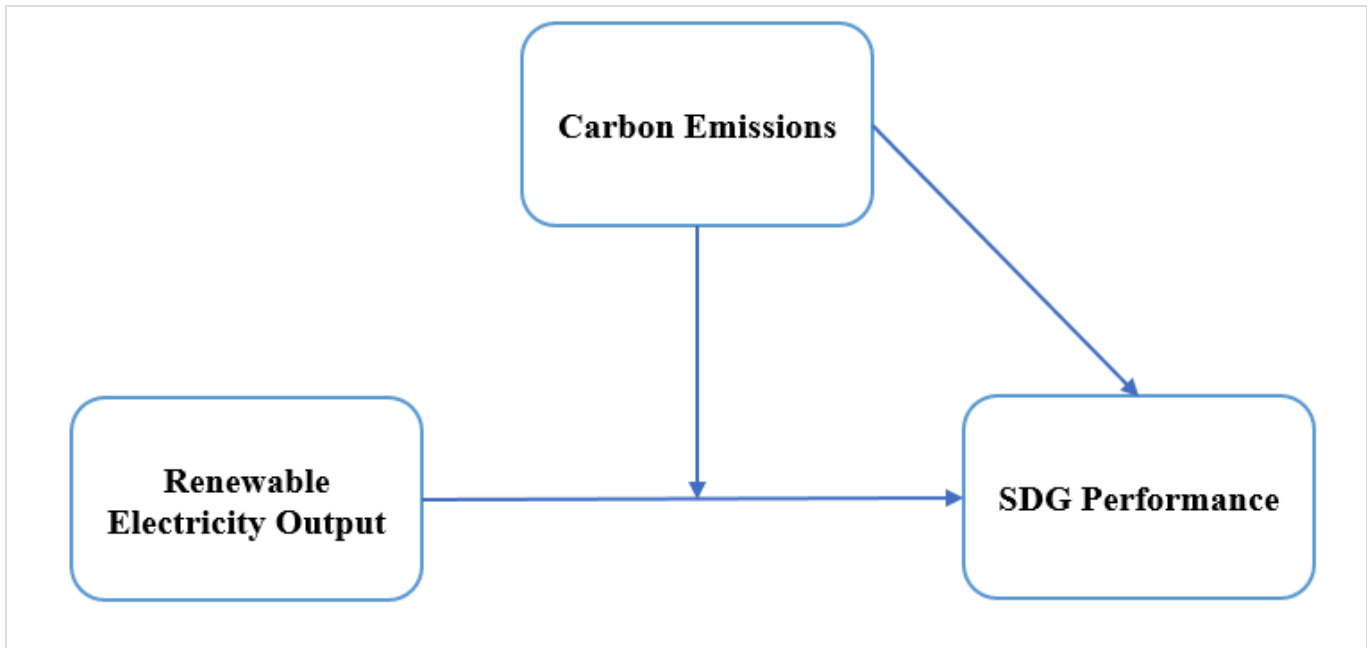 Carbon Emissions
Renewable
Electricity Output
SDG Performance